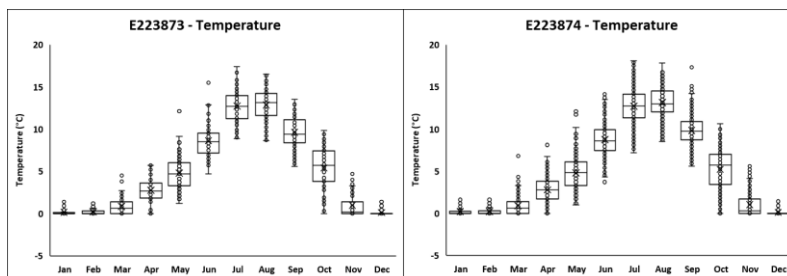 E223873 - Temperature
20
15
10
5
0
-5
Temperature (°C)
Jan Feb Mar Apr May Jun Jul Aug Sep Oct Nov Dec
E223874 - Temperature
20
15
10
5
0
-5
Temperature (°C)
Jan Feb Mar Apr May Jun Jul Aug Sep Oct Nov Dec